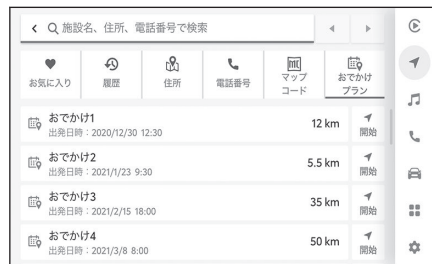 施設名、住所、電話番号で検索
お気に入り
履歴
住所
電話番号
マップ
コード
おでかけ
プラン
おでかけ1
出発日時：2020/12/30 12:30
12 km
開始
おでかけ2
出発日時：2021/1/23 9:30
5.5 km
開始
おでかけ3
出発日時：2021/2/15 18:00
35 km
開始
おでかけ4
出発日時：2021/3/8 8:00
50 km
開始